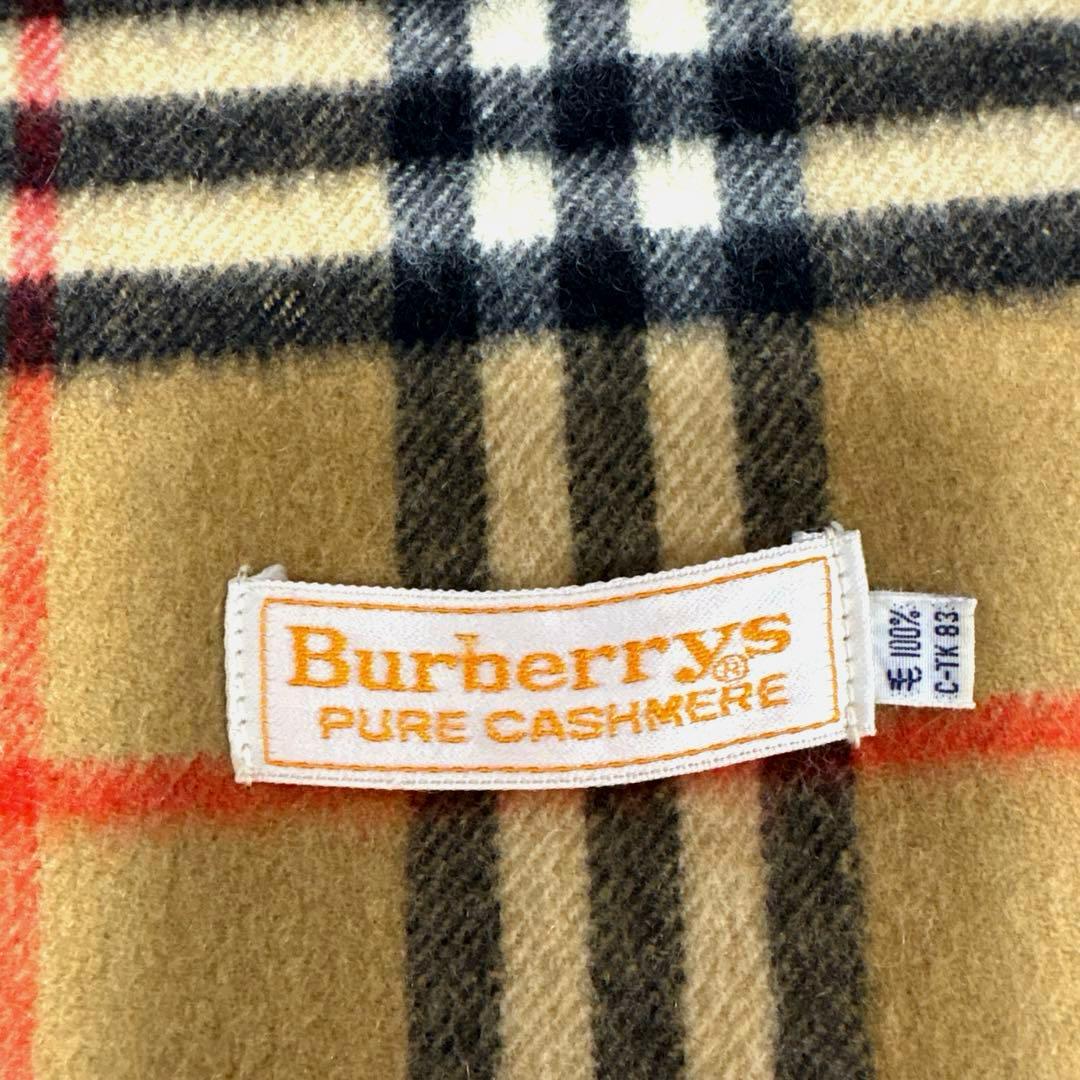 Burberrys®
PURE CASHMERE
毛 100%
C-TK 83